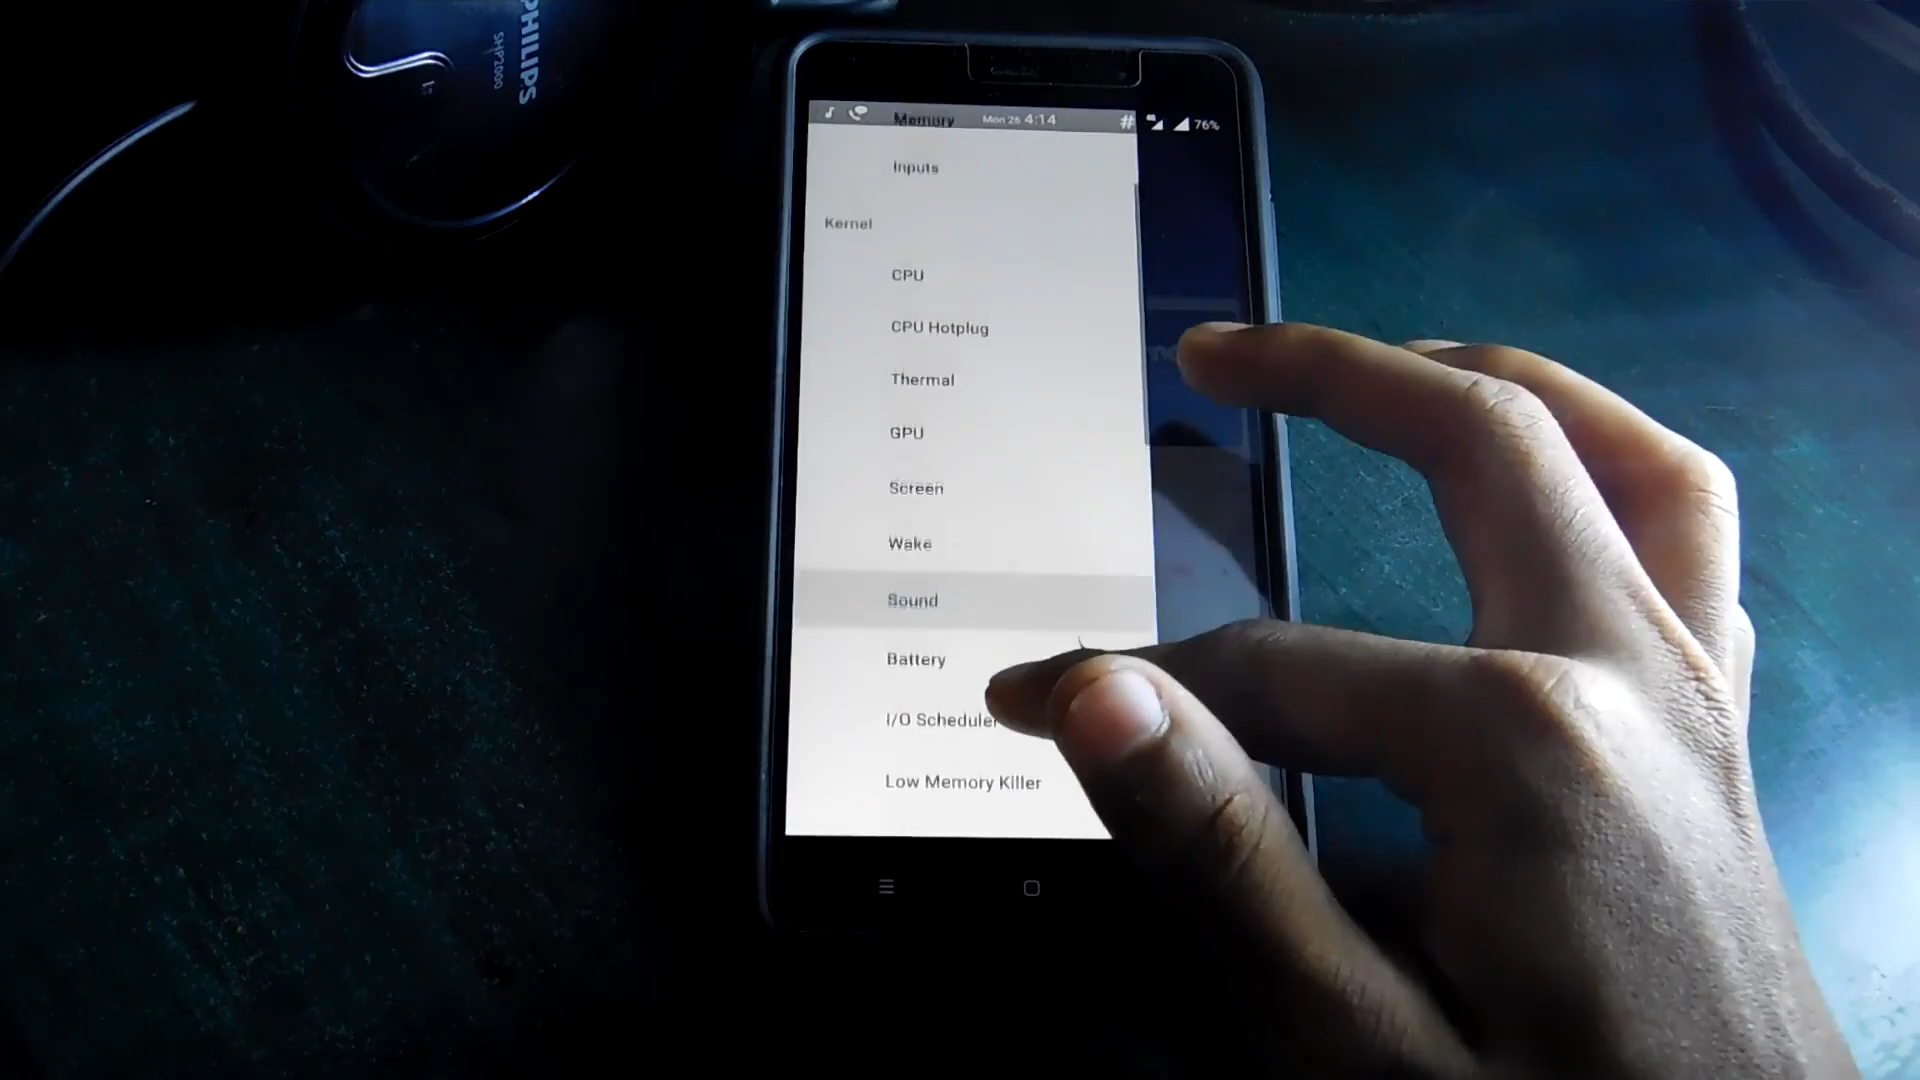 PHILIPS
SHP2000
Memory
Mon 26 4:14
#
4G
76%
Inputs
Kernel
CPU
CPU Hotplug
Thermal
GPU
Screen
Wake
Sound
Battery
I/O Scheduler
Low Memory Killer